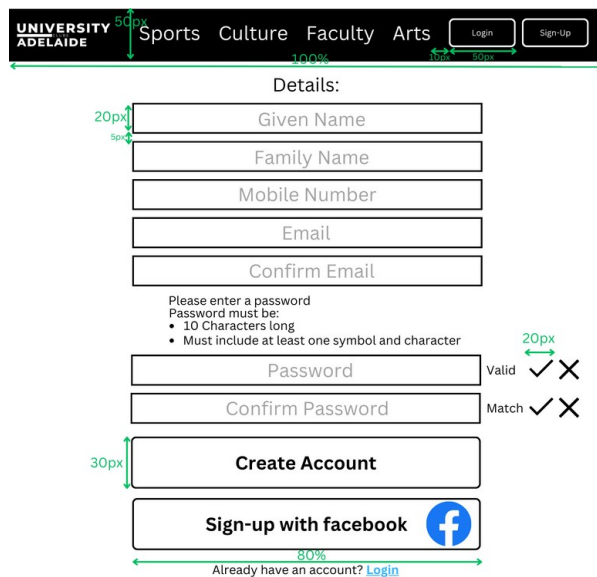 UNIVERSITY
ADELAIDE
50px
Sports Culture Faculty Arts Login Sign-Up
10px 50px
100%
Details:
20px
Given Name
5px
Family Name
Mobile Number
Email
Confirm Email
Please enter a password
Password must be:
• 10 Characters long
• Must include at least one symbol and character
20px
Password Valid
Confirm Password Match
30px
Create Account
Sign-up with facebook
80%
Already have an account? Login